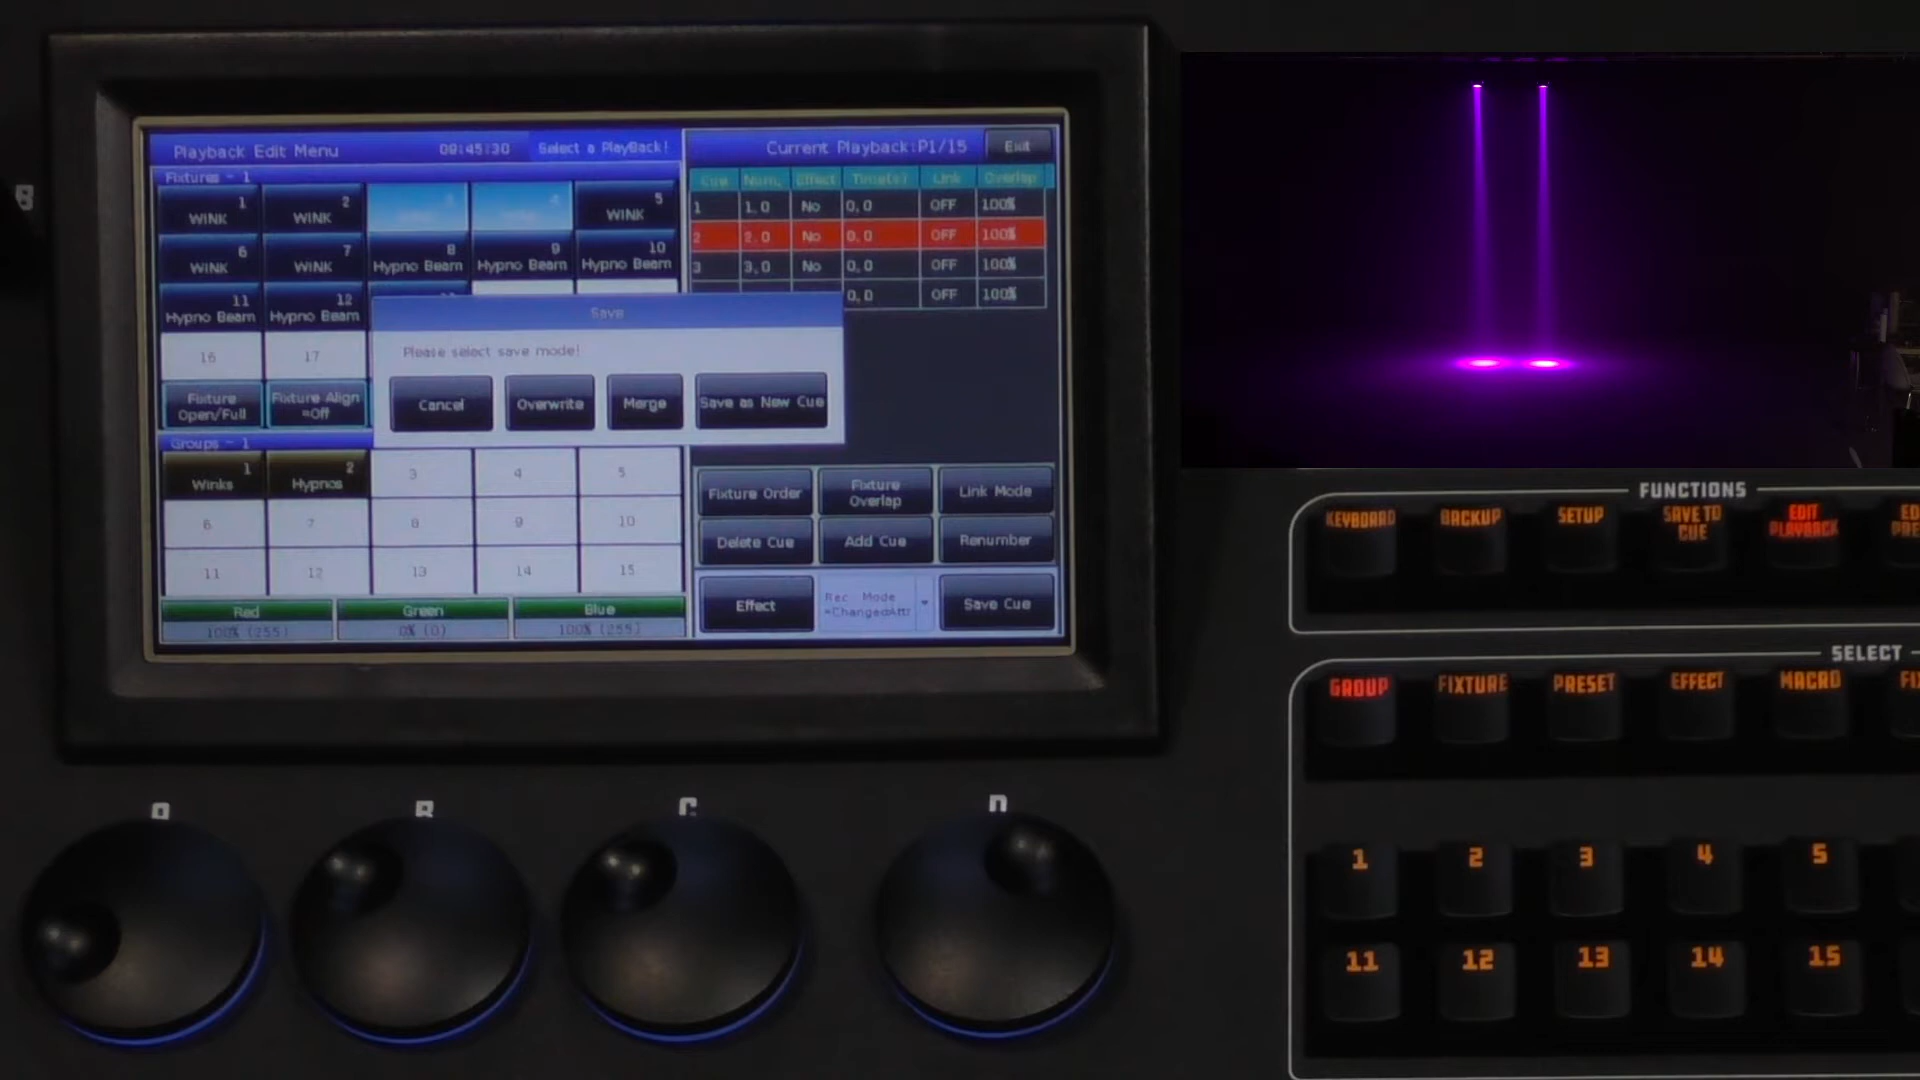 Playback Edit Menu 09:45:30 Select a PlayBack!
Current Playback:P1/15 Exit
Fixtures - 1
1 WINK
2 WINK
5 WINK
6 WINK
7 WINK
8 Hypno Beam
9 Hypno Beam
10 Hypno Beam
11 Hypno Beam
12 Hypno Beam
16
17
Fixture Open/Full
Fixture Align =Off
Cue Num. Effect Time(s) Link Overlap
1 1.0 No 0.0 OFF 100%
2 2.0 No 0.0 OFF 100%
3 3.0 No 0.0 OFF 100%
0.0 OFF 100%
Save
Please select save mode!
Cancel Overwrite Merge Save as New Cue
Groups - 1
1 Winks
2 Hypnos
3 4 5
6 7 8 9 10
11 12 13 14 15
Red Green Blue
100% (255) 0% (0) 100% (255)
Fixture Order Fixture Overlap Link Mode
Delete Cue Add Cue Renumber
Effect Rec Mode =ChangedAttr Save Cue
FUNCTIONS
KEYBOARD BACKUP SETUP SAVE TO CUE EDIT PLAYBACK
SELECT
GROUP FIXTURE PRESET EFFECT MACRO
1 2 3 4 5
11 12 13 14 15
B C D